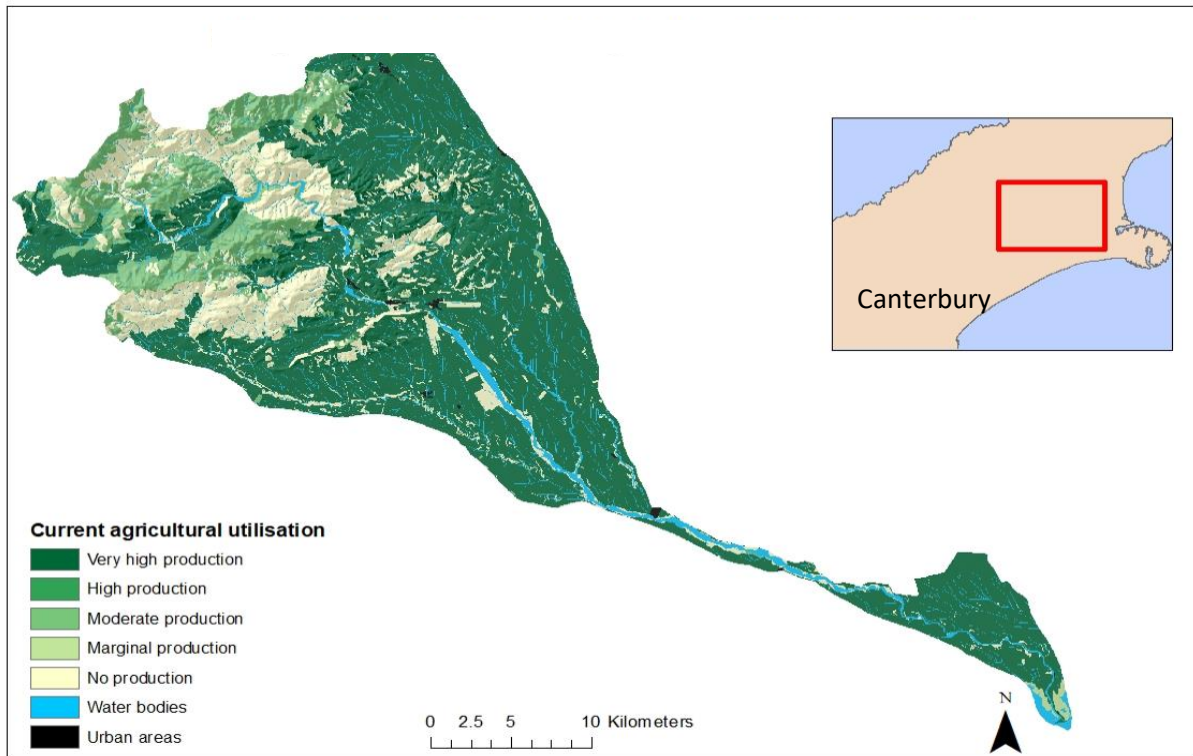 Canterbury
Current agricultural utilisation
Very high production
High production
Moderate production
Marginal production
No production
Water bodies
Urban areas
0 2.5 5 10 Kilometers
N